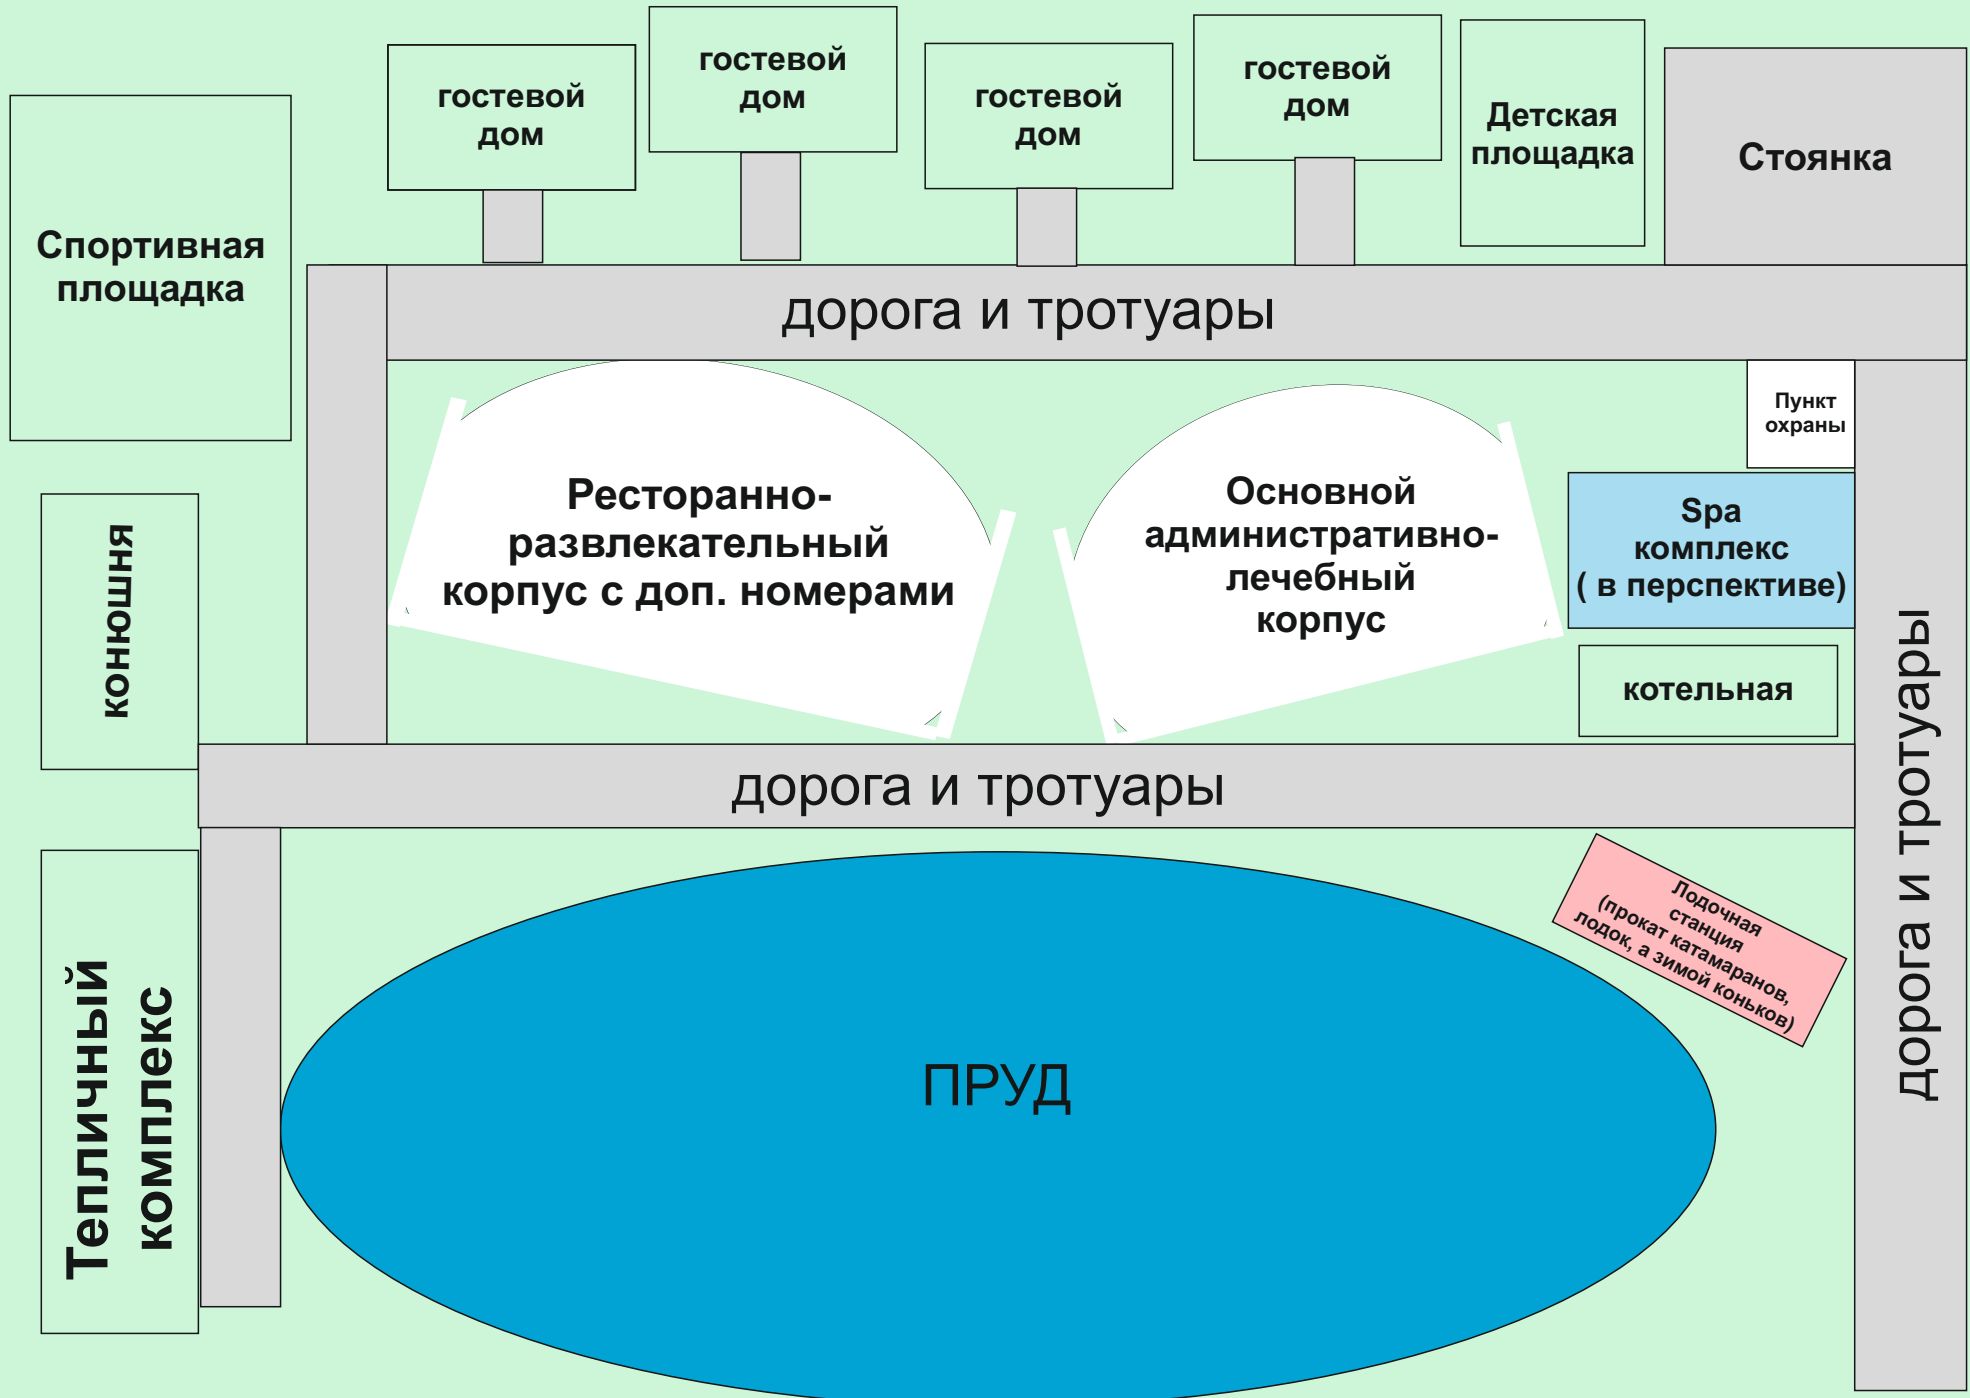 гостевой
дом
гостевой
дом
гостевой
дом
гостевой
дом
Детская
площадка
Стоянка
Спортивная
площадка
дорога и тротуары
Пункт
охраны
Ресторанно-
развлекательный
корпус с доп. номерами
Основной
административно-
лечебный
корпус
Spa
комплекс
( в перспективе)
котельная
конюшня
дорога и тротуары
дорога и тротуары
Лодочная
станция
(прокат катамаранов,
лодок, а зимой коньков)
Тепличный
комплекс
ПРУД